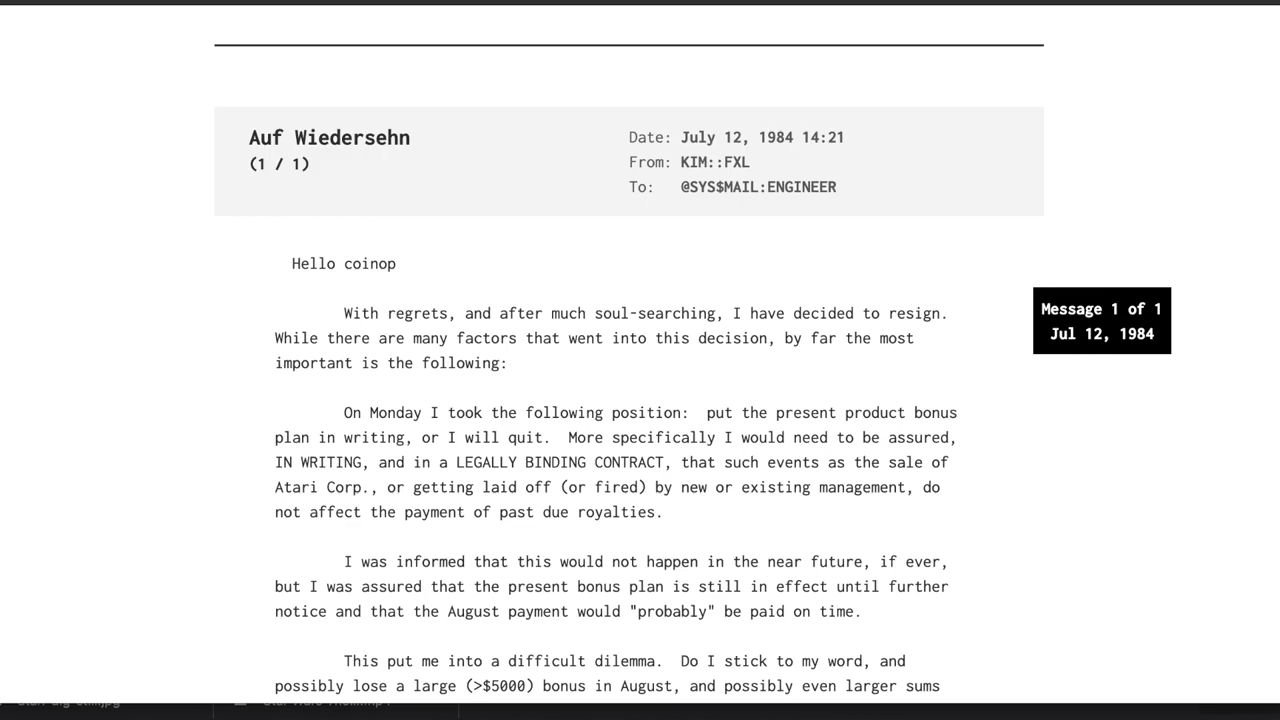 Auf Wiedersehn
(1 / 1)
Date: July 12, 1984 14:21
From: KIM::FXL
To: @SYS$MAIL:ENGINEER
Hello coinop
With regrets, and after much soul-searching, I have decided to resign.
While there are many factors that went into this decision, by far the most
important is the following:
On Monday I took the following position: put the present product bonus
plan in writing, or I will quit. More specifically I would need to be assured,
IN WRITING, and in a LEGALLY BINDING CONTRACT, that such events as the sale of
Atari Corp., or getting laid off (or fired) by new or existing management, do
not affect the payment of past due royalties.
I was informed that this would not happen in the near future, if ever,
but I was assured that the present bonus plan is still in effect until further
notice and that the August payment would "probably" be paid on time.
This put me into a difficult dilemma. Do I stick to my word, and
possibly lose a large (>$5000) bonus in August, and possibly even larger sums
Message 1 of 1
Jul 12, 1984